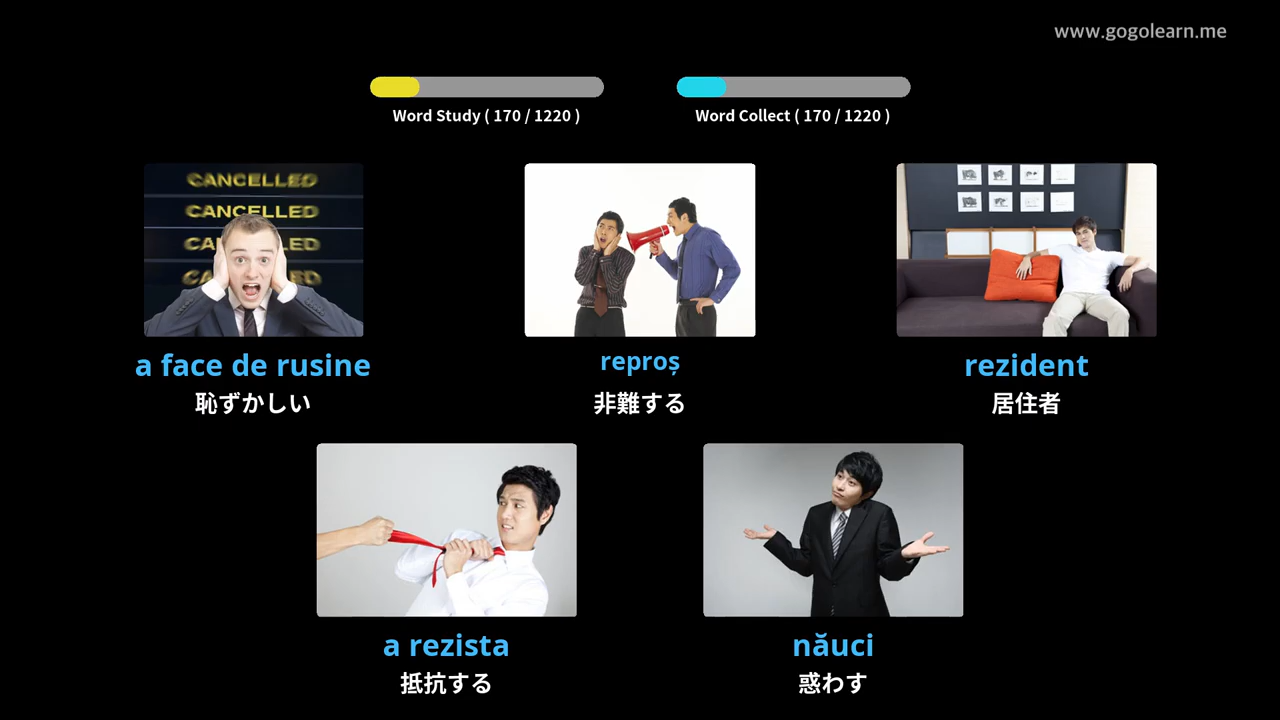 www.gogolearn.me
Word Study ( 170 / 1220 )
Word Collect ( 170 / 1220 )
CANCELLED
CANCELLED
a face de rusine
恥ずかしい
reproș
非難する
rezident
居住者
a rezista
抵抗する
năuci
惑わす